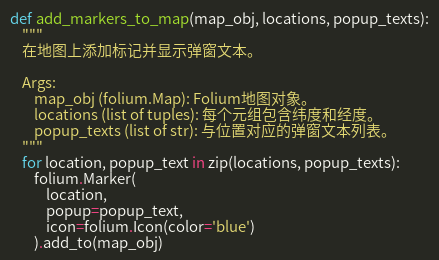 def add_markers_to_map(map_obj, locations, popup_texts):
    """
    在地图上添加标记并显示弹窗文本。

    Args:
        map_obj (folium.Map): Folium地图对象。
        locations (list of tuples): 每个元组包含纬度和经度。
        popup_texts (list of str): 与位置对应的弹窗文本列表。
    """
    for location, popup_text in zip(locations, popup_texts):
        folium.Marker(
            location,
            popup=popup_text,
            icon=folium.Icon(color='blue')
        ).add_to(map_obj)